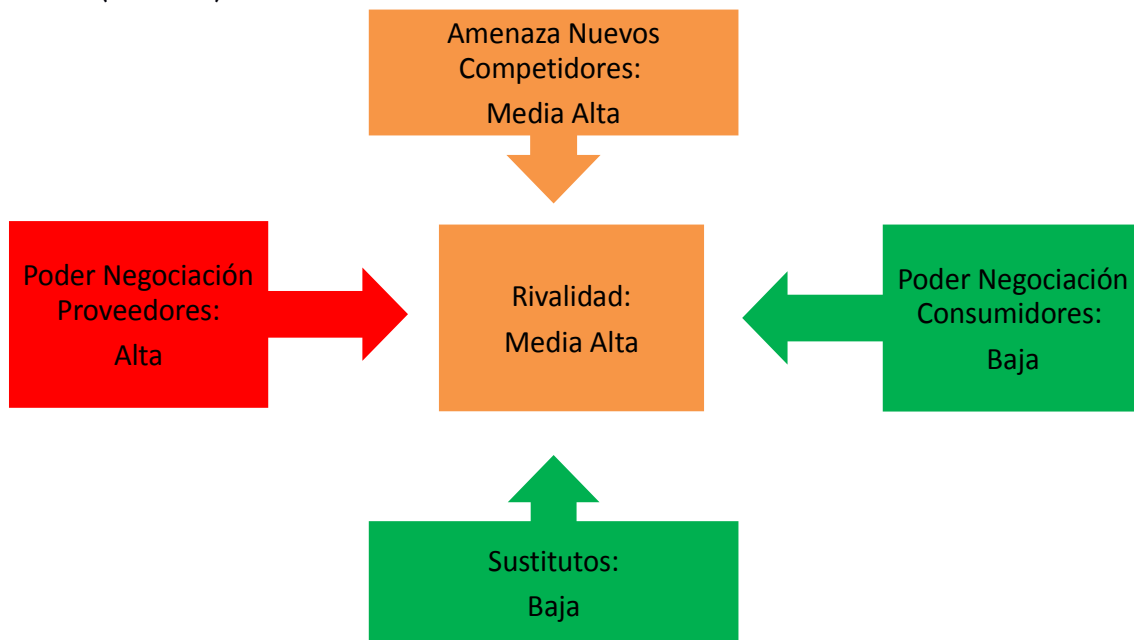 Amenaza Nuevos
Competidores:
Media Alta
Poder Negociación
Proveedores:
Alta
Rivalidad:
Media Alta
Poder Negociación
Consumidores:
Baja
Sustitutos:
Baja